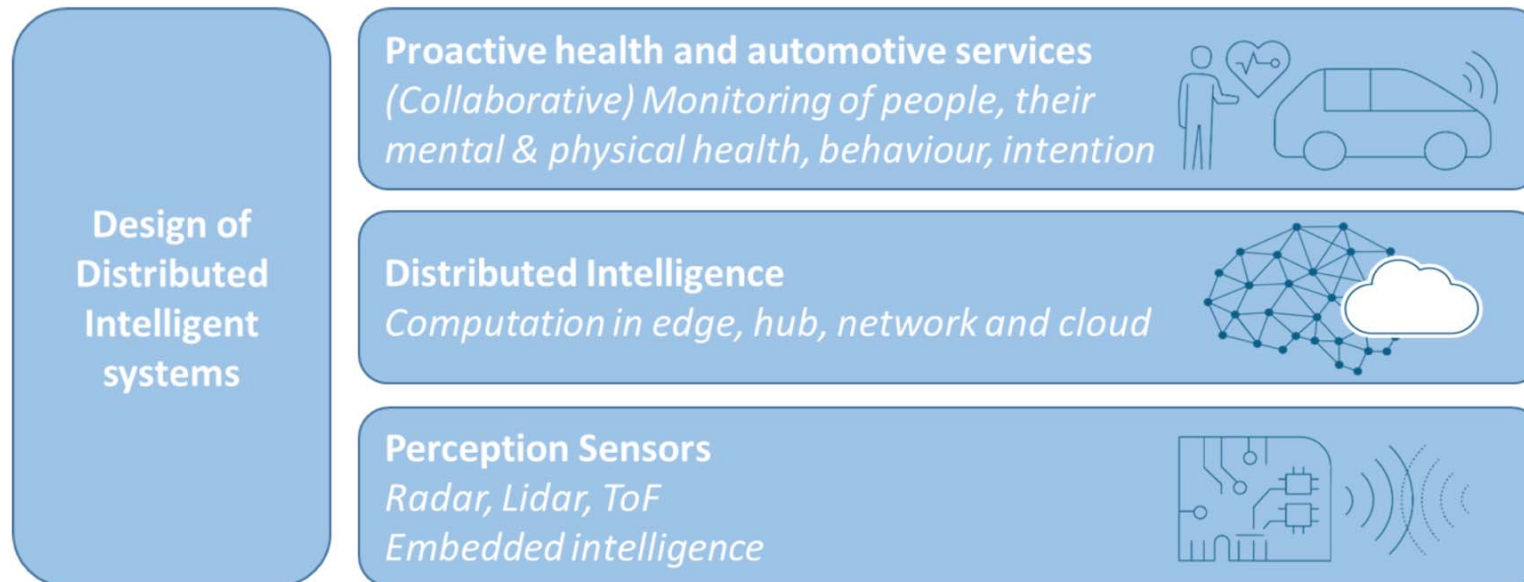 Design of
Distributed
Intelligent
systems
Proactive health and automotive services
(Collaborative) Monitoring of people, their
mental & physical health, behaviour, intention
Distributed Intelligence
Computation in edge, hub, network and cloud
Perception Sensors
Radar, Lidar, ToF
Embedded intelligence